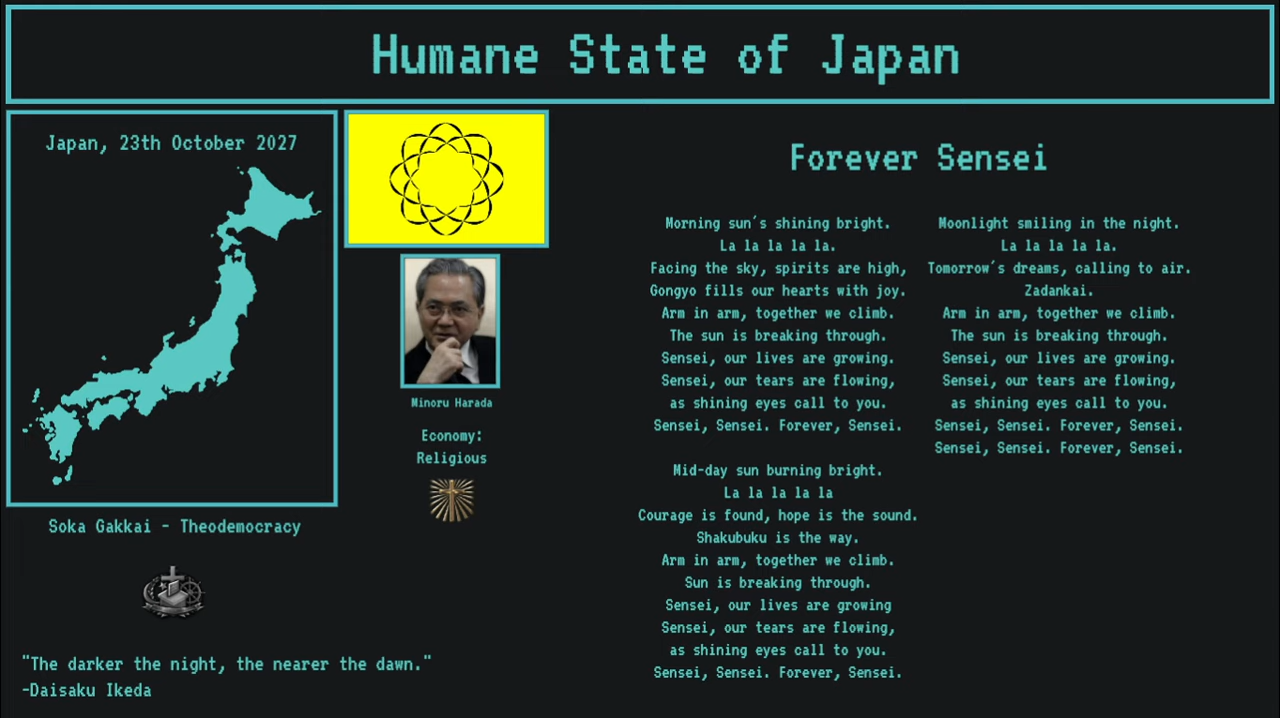 Humane State of Japan
Japan, 23th October 2027
Minoru Harada
Economy:
Religious
Soka Gakkai - Theodemocracy
"The darker the night, the nearer the dawn."
-Daisaku Ikeda
Forever Sensei
Morning sun's shining bright.
La la la la la.
Facing the sky, spirits are high,
Gongyo fills our hearts with joy.
Arm in arm, together we climb.
The sun is breaking through.
Sensei, our lives are growing.
Sensei, our tears are flowing,
as shining eyes call to you.
Sensei, Sensei. Forever, Sensei.
Mid-day sun burning bright.
La la la la la
Courage is found, hope is the sound.
Shakubuku is the way.
Arm in arm, together we climb.
Sun is breaking through.
Sensei, our lives are growing
Sensei, our tears are flowing,
as shining eyes call to you.
Sensei, Sensei. Forever, Sensei.
Moonlight smiling in the night.
La la la la la.
Tomorrow's dreams, calling to air.
Zadankai.
Arm in arm, together we climb.
The sun is breaking through.
Sensei, our lives are growing.
Sensei, our tears are flowing,
as shining eyes call to you.
Sensei, Sensei. Forever, Sensei.
Sensei, Sensei. Forever, Sensei.